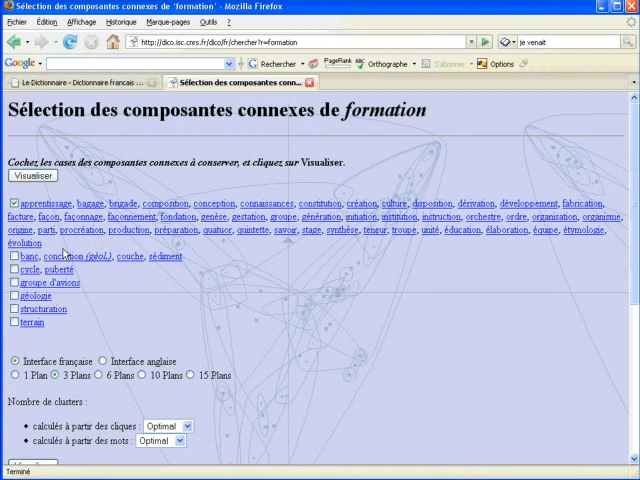 Sélection des composantes connexes de 'formation' - Mozilla Firefox
Fichier Édition Affichage Historique Marque-pages Outils ?
http://dico.isc.cnrs.fr/dico/fr/chercher?r=formation
je venait
Google Rechercher PageRank ABC Orthographe S'abonner Options
Le Dictionnaire - Dictionnaire francais ...
Sélection des composantes conn...
Sélection des composantes connexes de formation
Cochez les cases des composantes connexes à conserver, et cliquez sur Visualiser.
Visualiser
apprentissage, bagage, brigade, composition, conception, connaissances, constitution, création, culture, disposition, dérivation, développement, fabrication,
facture, façon, façonnage, façonnement, fondation, genèse, gestation, groupe, génération, initiation, institution, instruction, orchestre, ordre, organisation, organisme,
origine, parti, procréation, production, préparation, quatuor, quintette, savoir, stage, synthèse, teneur, troupe, unité, éducation, élaboration, équipe, étymologie,
évolution
banc, concrétion (géol.), couche, sédiment
cycle, puberté
groupe d'avions
géologie
structuration
terrain
Interface française Interface anglaise
1 Plan 3 Plans 6 Plans 10 Plans 15 Plans
Nombre de clusters :
calculés à partir des cliques : Optimal
calculés à partir des mots : Optimal
Terminé